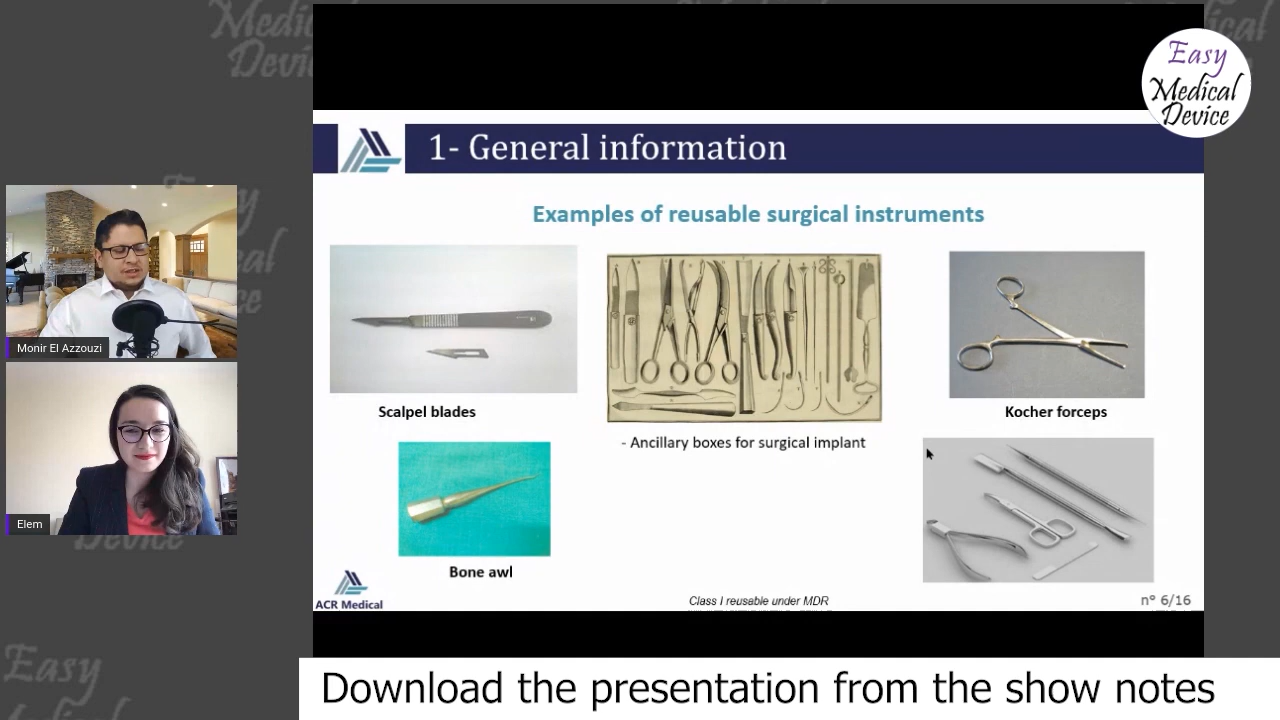 Easy
Medical
Device
1- General information
Examples of reusable surgical instruments
Monir El Azzouzi
Scalpel blades
- Ancillary boxes for surgical implant
Kocher forceps
Elem
Bone awl
ACR Medical
Class I reusable under MDR
n° 6/16
Download the presentation from the show notes